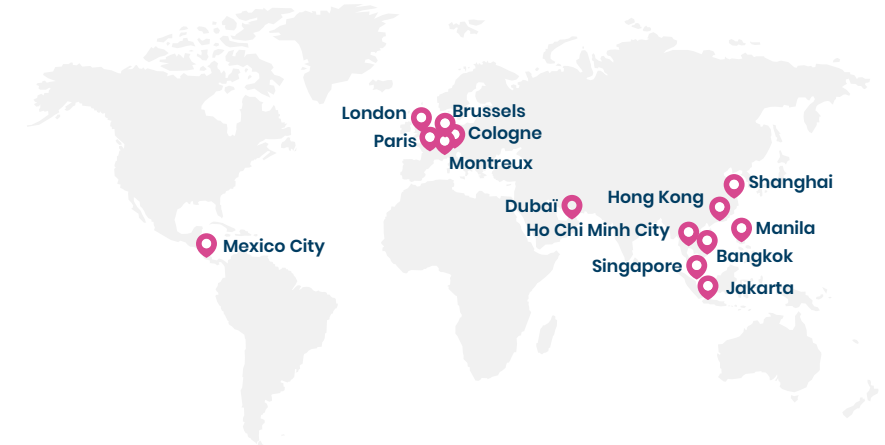 London
Brussels
Paris
Cologne
Montreux
Shanghai
Hong Kong
Dubaï
Ho Chi Minh City
Manila
Mexico City
Bangkok
Singapore
Jakarta